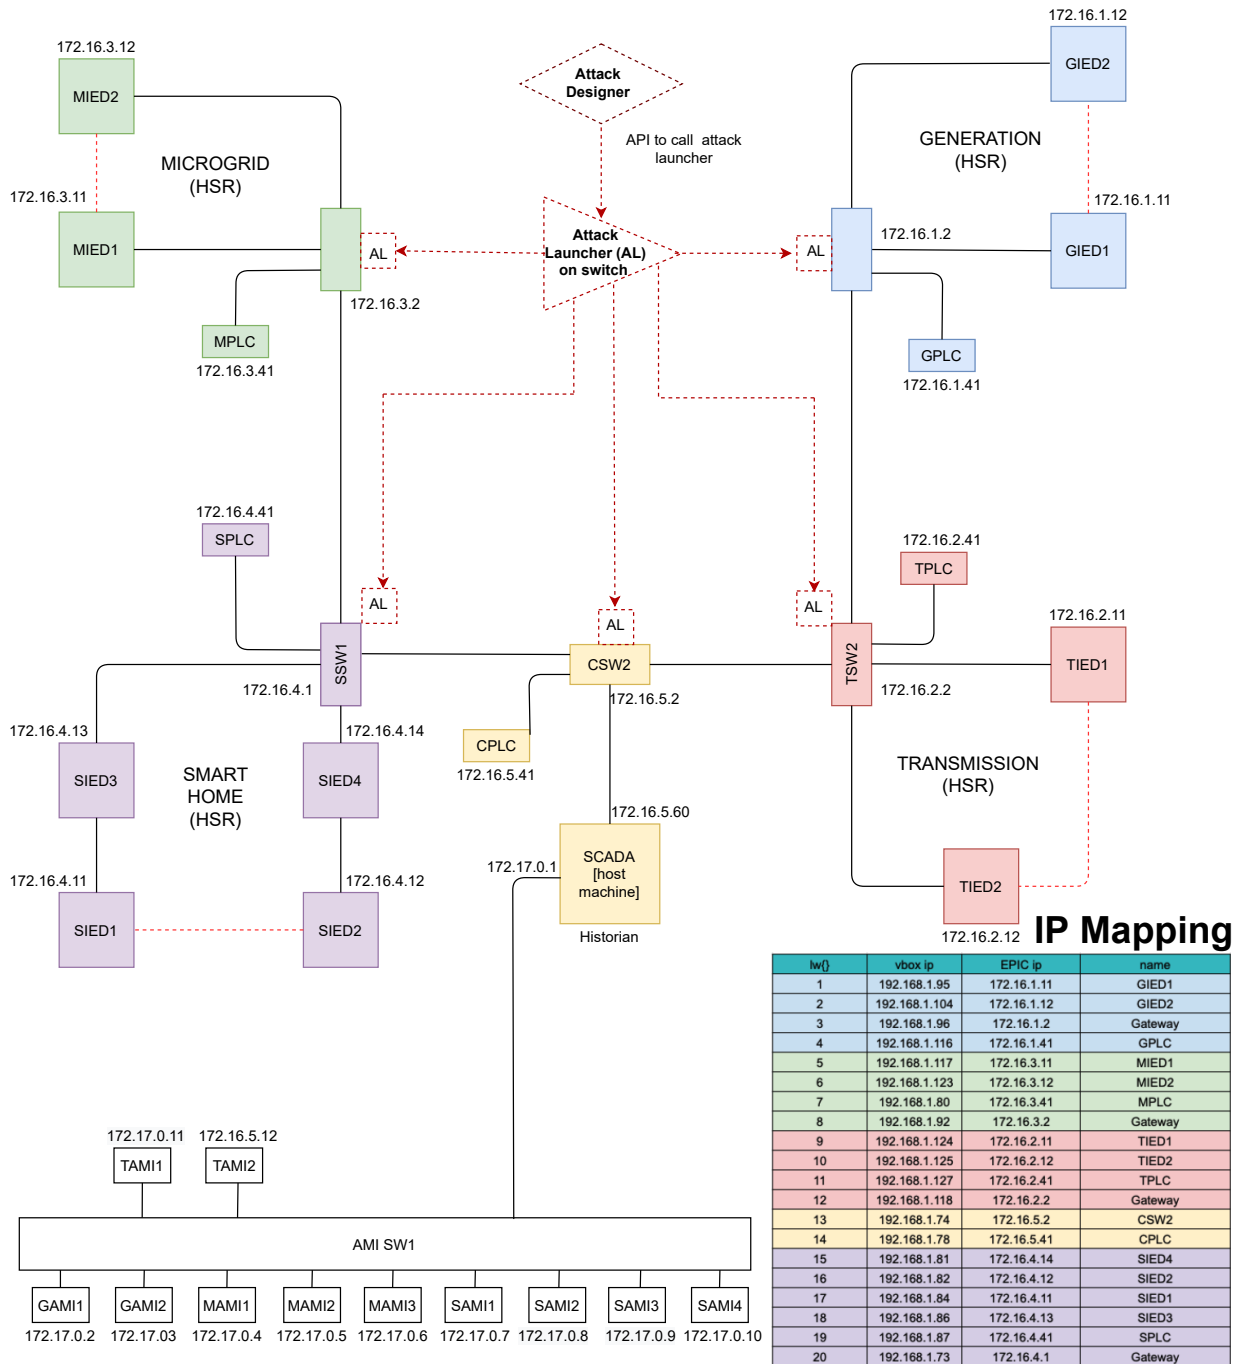 172.16.3.12
MIED2
MICROGRID
(HSR)
172.16.3.11
MIED1
AL
172.16.3.2
MPLC
172.16.3.41
Attack
Designer
API to call attack
launcher
Attack
Launcher (AL)
on switch
172.16.1.12
GIED2
GENERATION
(HSR)
172.16.1.11
AL
172.16.1.2
GIED1
GPLC
172.16.1.41
172.16.4.41
SPLC
AL
SSW1
172.16.4.1
172.16.4.13
172.16.4.14
SIED3
SMART
HOME
(HSR)
SIED4
172.16.4.11
172.16.4.12
SIED1
SIED2
AL
CSW2
172.16.5.2
CPLC
172.16.5.41
172.16.5.60
172.17.0.1
SCADA
[host
machine]
Historian
AL
172.16.2.41
TPLC
TSW2
172.16.2.11
TIED1
172.16.2.2
TRANSMISSION
(HSR)
TIED2
172.16.2.12
172.17.0.11 172.16.5.12
TAMI1 TAMI2
AMI SW1
GAMI1 GAMI2 MAMI1 MAMI2 MAMI3 SAMI1 SAMI2 SAMI3 SAMI4
172.17.0.2 172.17.03 172.17.0.4 172.17.0.5 172.17.0.6 172.17.0.7 172.17.0.8 172.17.0.9 172.17.0.10
IP Mapping
lw{} vbox ip EPIC ip name
1 192.168.1.95 172.16.1.11 GIED1
2 192.168.1.104 172.16.1.12 GIED2
3 192.168.1.96 172.16.1.2 Gateway
4 192.168.1.116 172.16.1.41 GPLC
5 192.168.1.117 172.16.3.11 MIED1
6 192.168.1.123 172.16.3.12 MIED2
7 192.168.1.80 172.16.3.41 MPLC
8 192.168.1.92 172.16.3.2 Gateway
9 192.168.1.124 172.16.2.11 TIED1
10 192.168.1.125 172.16.2.12 TIED2
11 192.168.1.127 172.16.2.41 TPLC
12 192.168.1.118 172.16.2.2 Gateway
13 192.168.1.74 172.16.5.2 CSW2
14 192.168.1.78 172.16.5.41 CPLC
15 192.168.1.81 172.16.4.14 SIED4
16 192.168.1.82 172.16.4.12 SIED2
17 192.168.1.84 172.16.4.11 SIED1
18 192.168.1.86 172.16.4.13 SIED3
19 192.168.1.87 172.16.4.41 SPLC
20 192.168.1.73 172.16.4.1 Gateway